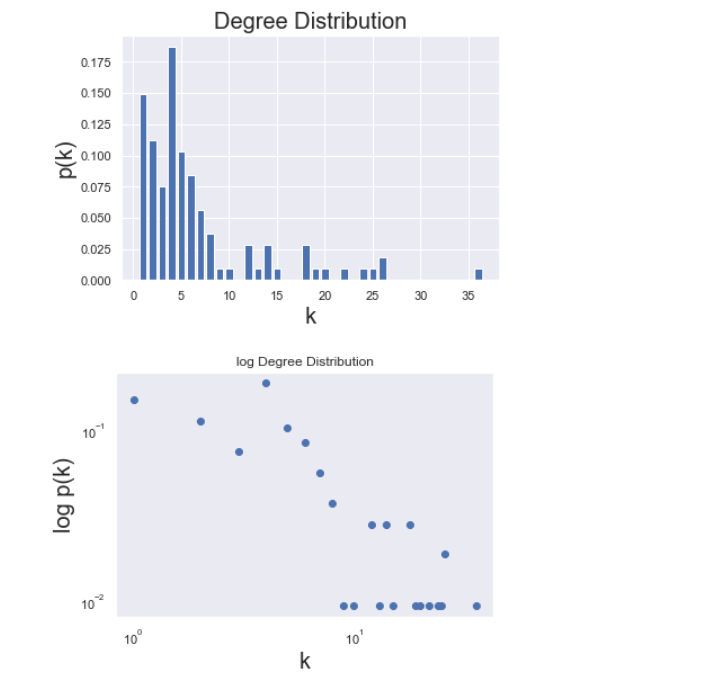 Degree Distribution
0.175
0.150
0.125
0.100
0.075
0.050
0.025
0.000
p(k)
0 5 10 15 20 25 30 35
k
log Degree Distribution
10⁻¹
10⁻²
log p(k)
10⁰ 10¹
k